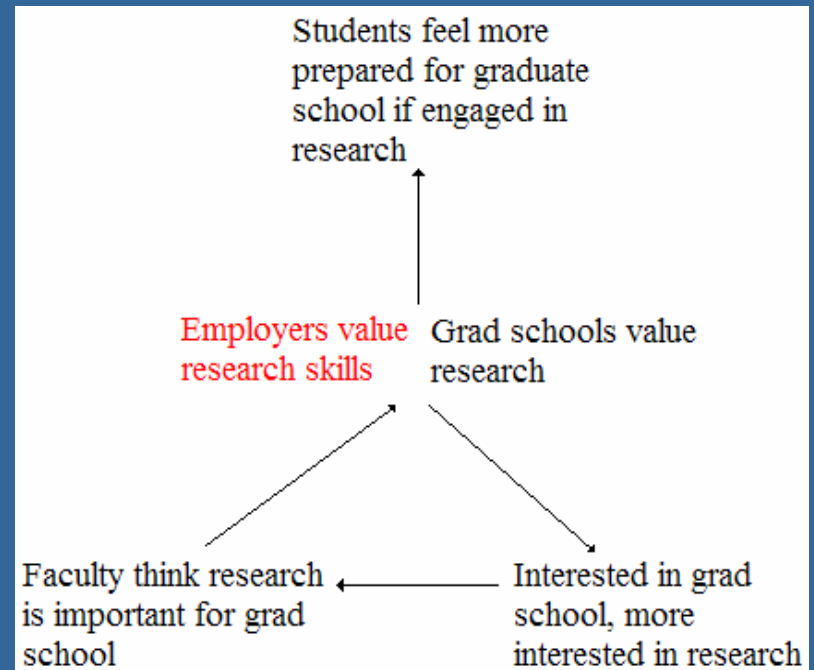 Students feel more
prepared for graduate
school if engaged in
research
Employers value
research skills
Grad schools value
research
Faculty think research
is important for grad
school
Interested in grad
school, more
interested in research